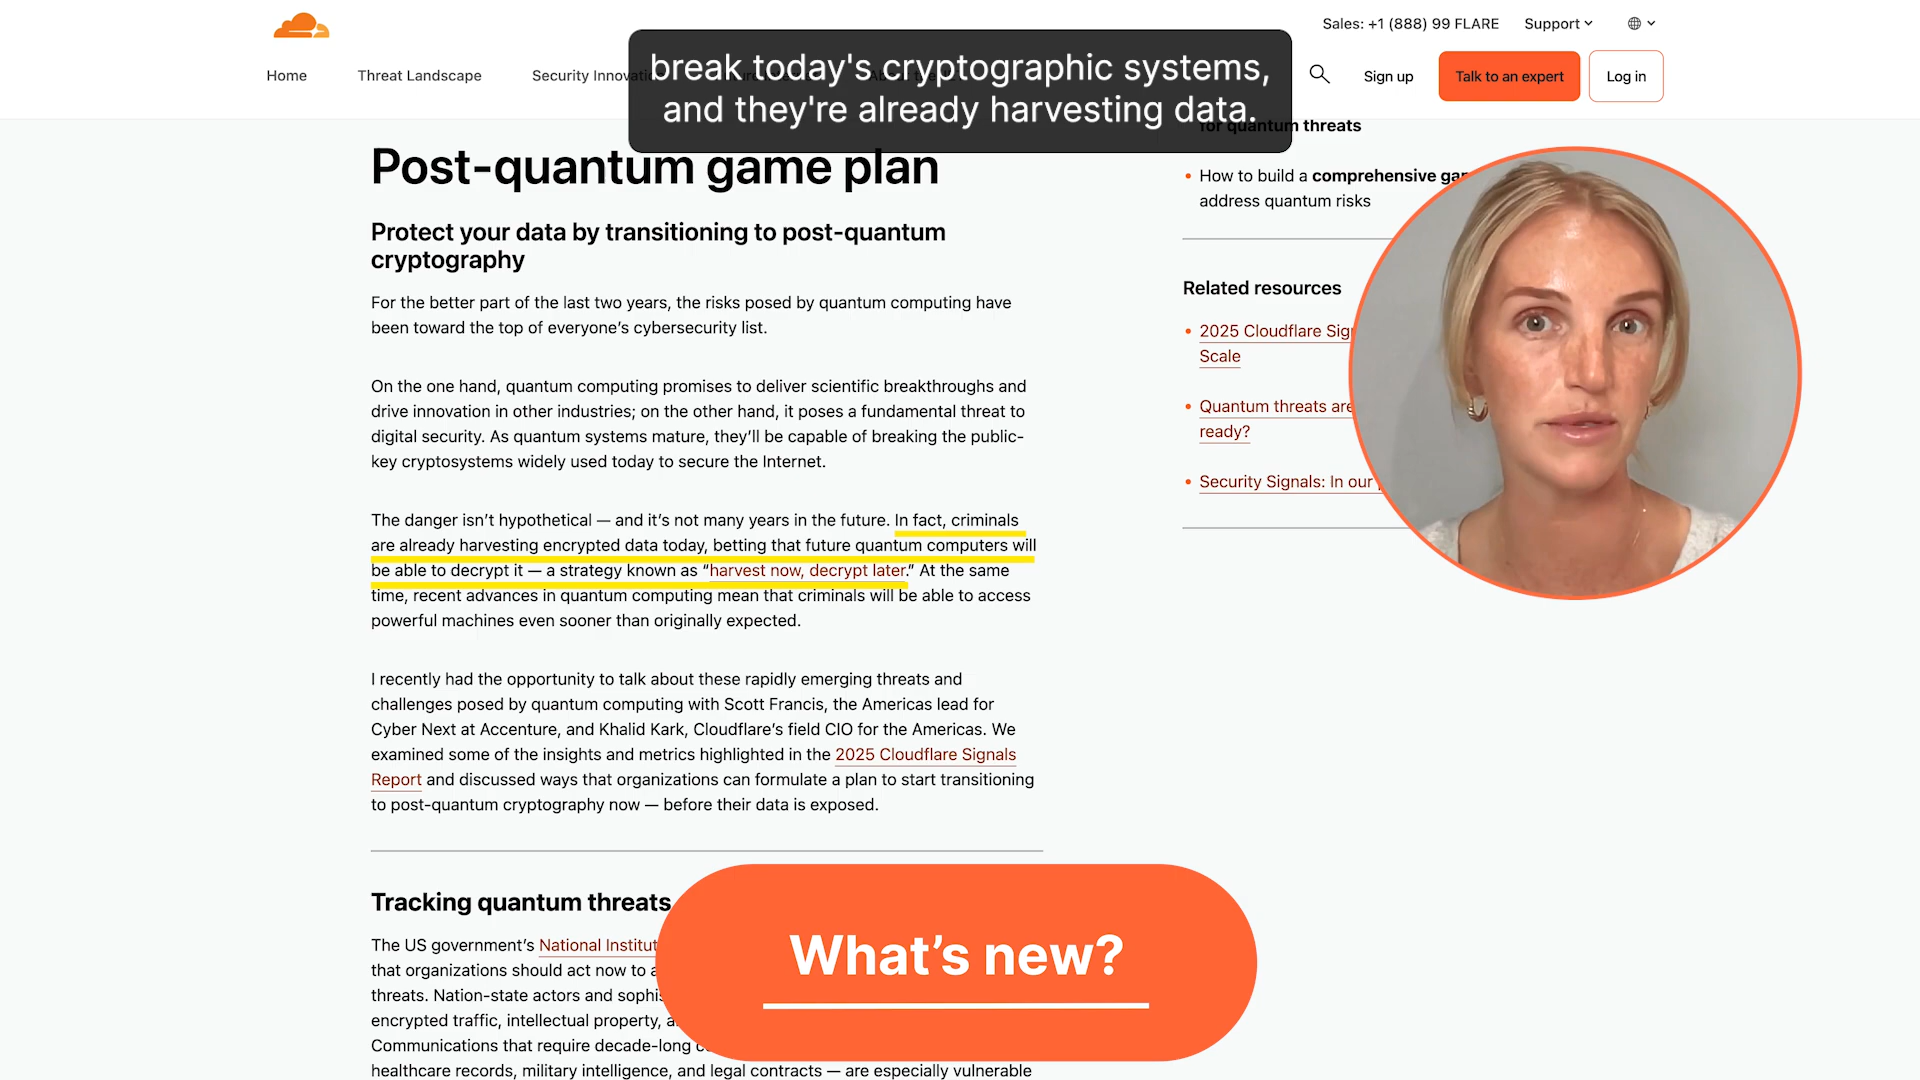 Sales: +1 (888) 99 FLARE Support
Home Threat Landscape Security Innovatio
Sign up Talk to an expert Log in
break today's cryptographic systems,
and they're already harvesting data.
Post-quantum game plan
Protect your data by transitioning to post-quantum
cryptography
For the better part of the last two years, the risks posed by quantum computing have
been toward the top of everyone’s cybersecurity list.
On the one hand, quantum computing promises to deliver scientific breakthroughs and
drive innovation in other industries; on the other hand, it poses a fundamental threat to
digital security. As quantum systems mature, they’ll be capable of breaking the public-
key cryptosystems widely used today to secure the Internet.
The danger isn’t hypothetical — and it’s not many years in the future. In fact, criminals
are already harvesting encrypted data today, betting that future quantum computers will
be able to decrypt it — a strategy known as “harvest now, decrypt later.” At the same
time, recent advances in quantum computing mean that criminals will be able to access
powerful machines even sooner than originally expected.
I recently had the opportunity to talk about these rapidly emerging threats and
challenges posed by quantum computing with Scott Francis, the Americas lead for
Cyber Next at Accenture, and Khalid Kark, Cloudflare’s field CIO for the Americas. We
examined some of the insights and metrics highlighted in the 2025 Cloudflare Signals
Report and discussed ways that organizations can formulate a plan to start transitioning
to post-quantum cryptography now — before their data is exposed.
Tracking quantum threats
The US government’s National Institut
that organizations should act now to a
threats. Nation-state actors and sophis
encrypted traffic, intellectual property, a
Communications that require decade-long c
healthcare records, military intelligence, and legal contracts — are especially vulnerable
for quantum threats
• How to build a comprehensive gam
address quantum risks
Related resources
• 2025 Cloudflare Sig
Scale
• Quantum threats are
ready?
• Security Signals: In our
What’s new?